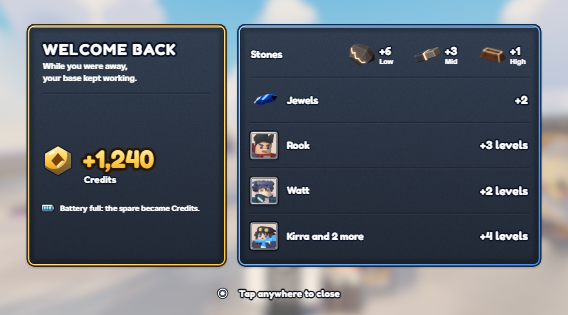 WELCOME BACK
While you were away,
your base kept working.
+1,240
Credits
Battery full: the spare became Credits.
Stones
+6
Low
+3
Mid
+1
High
Jewels
+2
Rook
+3 levels
Watt
+2 levels
Kirra and 2 more
+4 levels
Tap anywhere to close